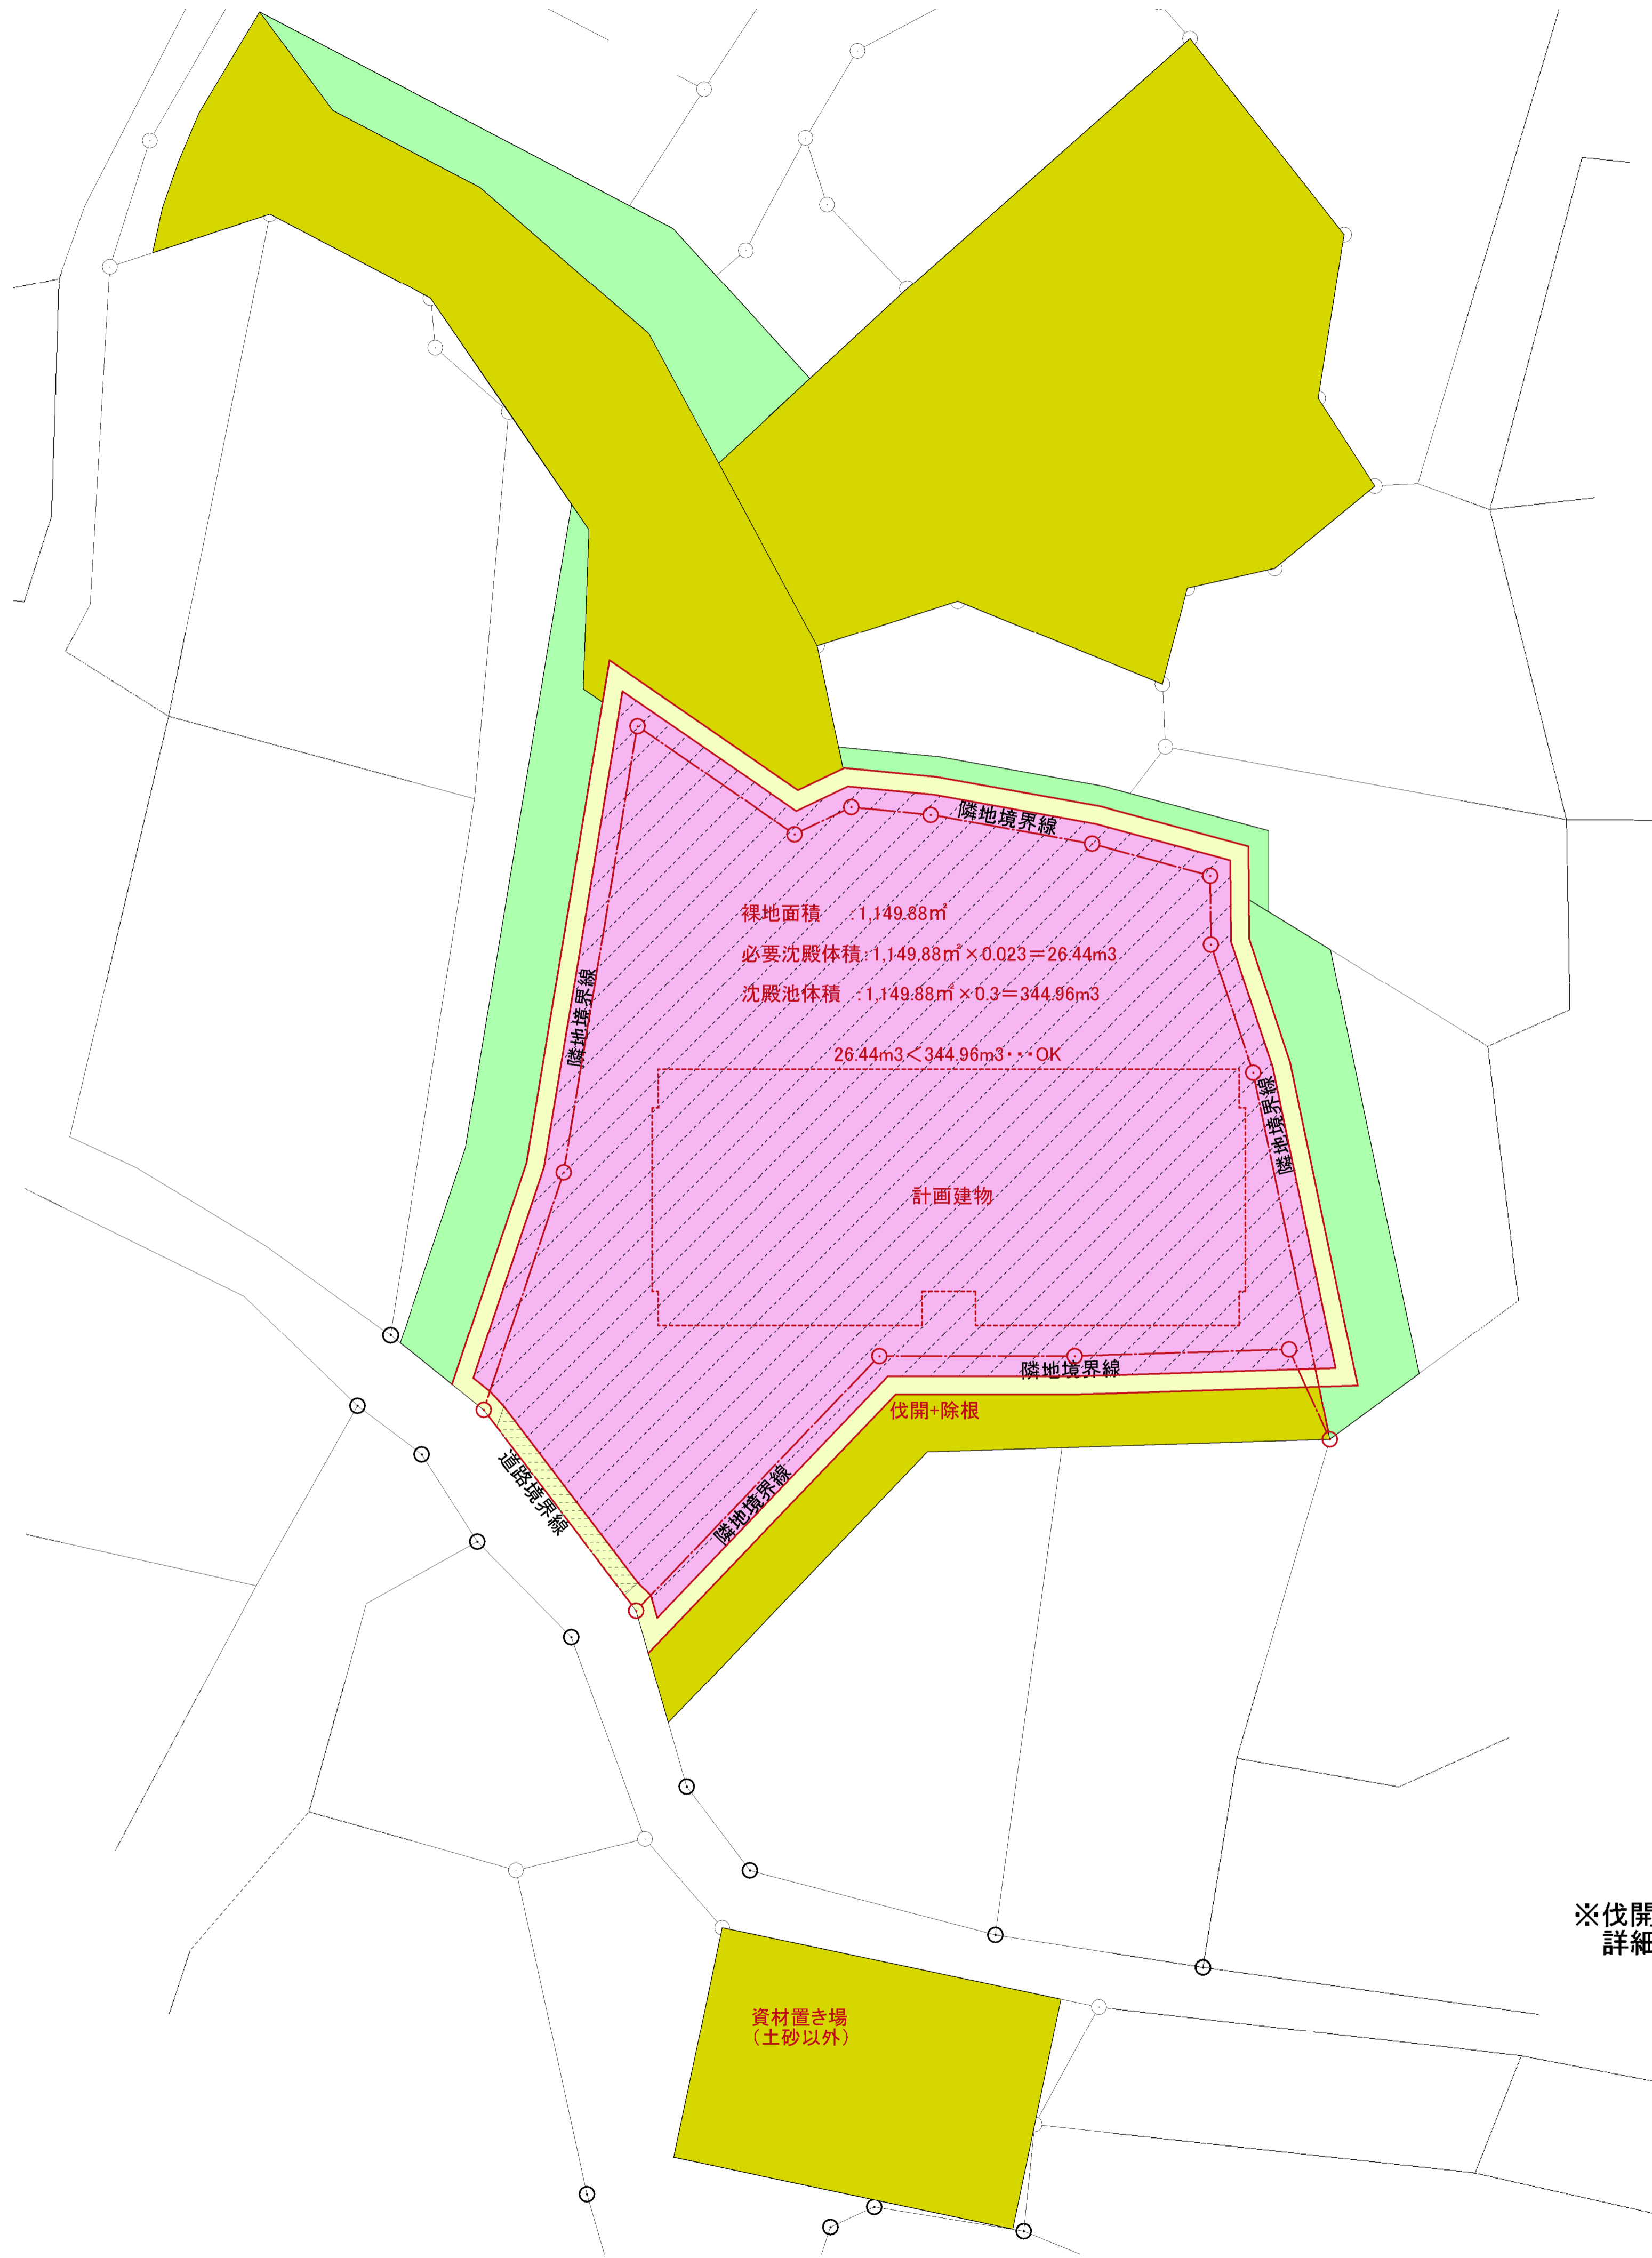 隣地境界線
裸地面積 :1,149.88㎡
必要沈殿体積:1,149.88㎡×0.023=26.44m3
沈殿池体積 :1,149.88㎡×0.3=344.96m3
26.44m3<344.96m3・・・OK
隣地境界線
隣地境界線
計画建物
隣地境界線
伐開+除根
道路境界線
隣地境界線
※伐開
詳細
資材置き場
(土砂以外)